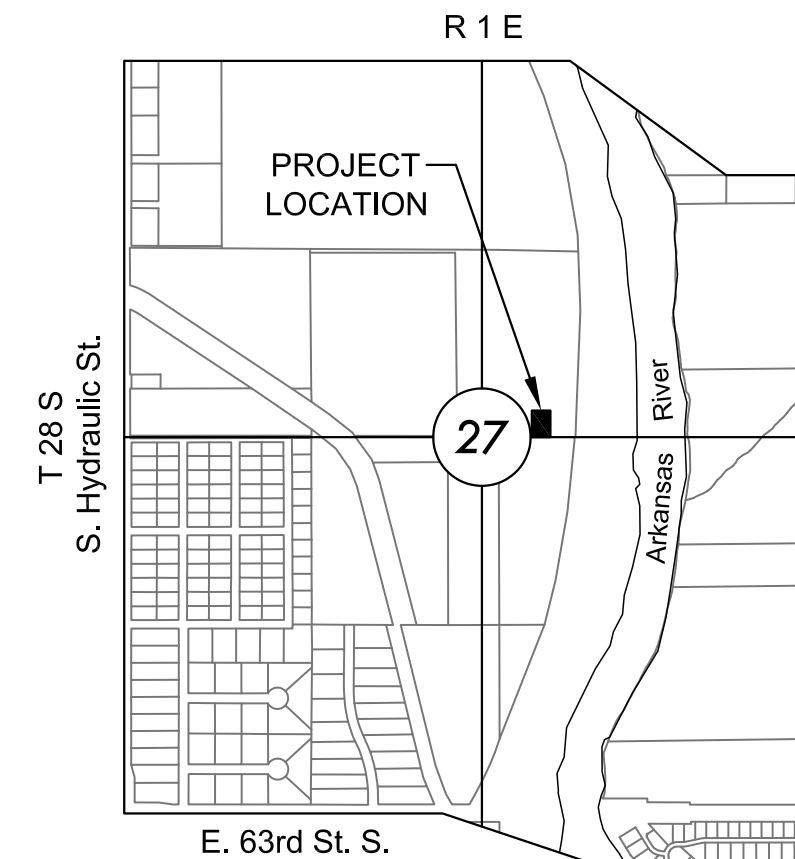 R 1 E
PROJECT
LOCATION
T 28 S
S. Hydraulic St.
27
Arkansas River
E. 63rd St. S.